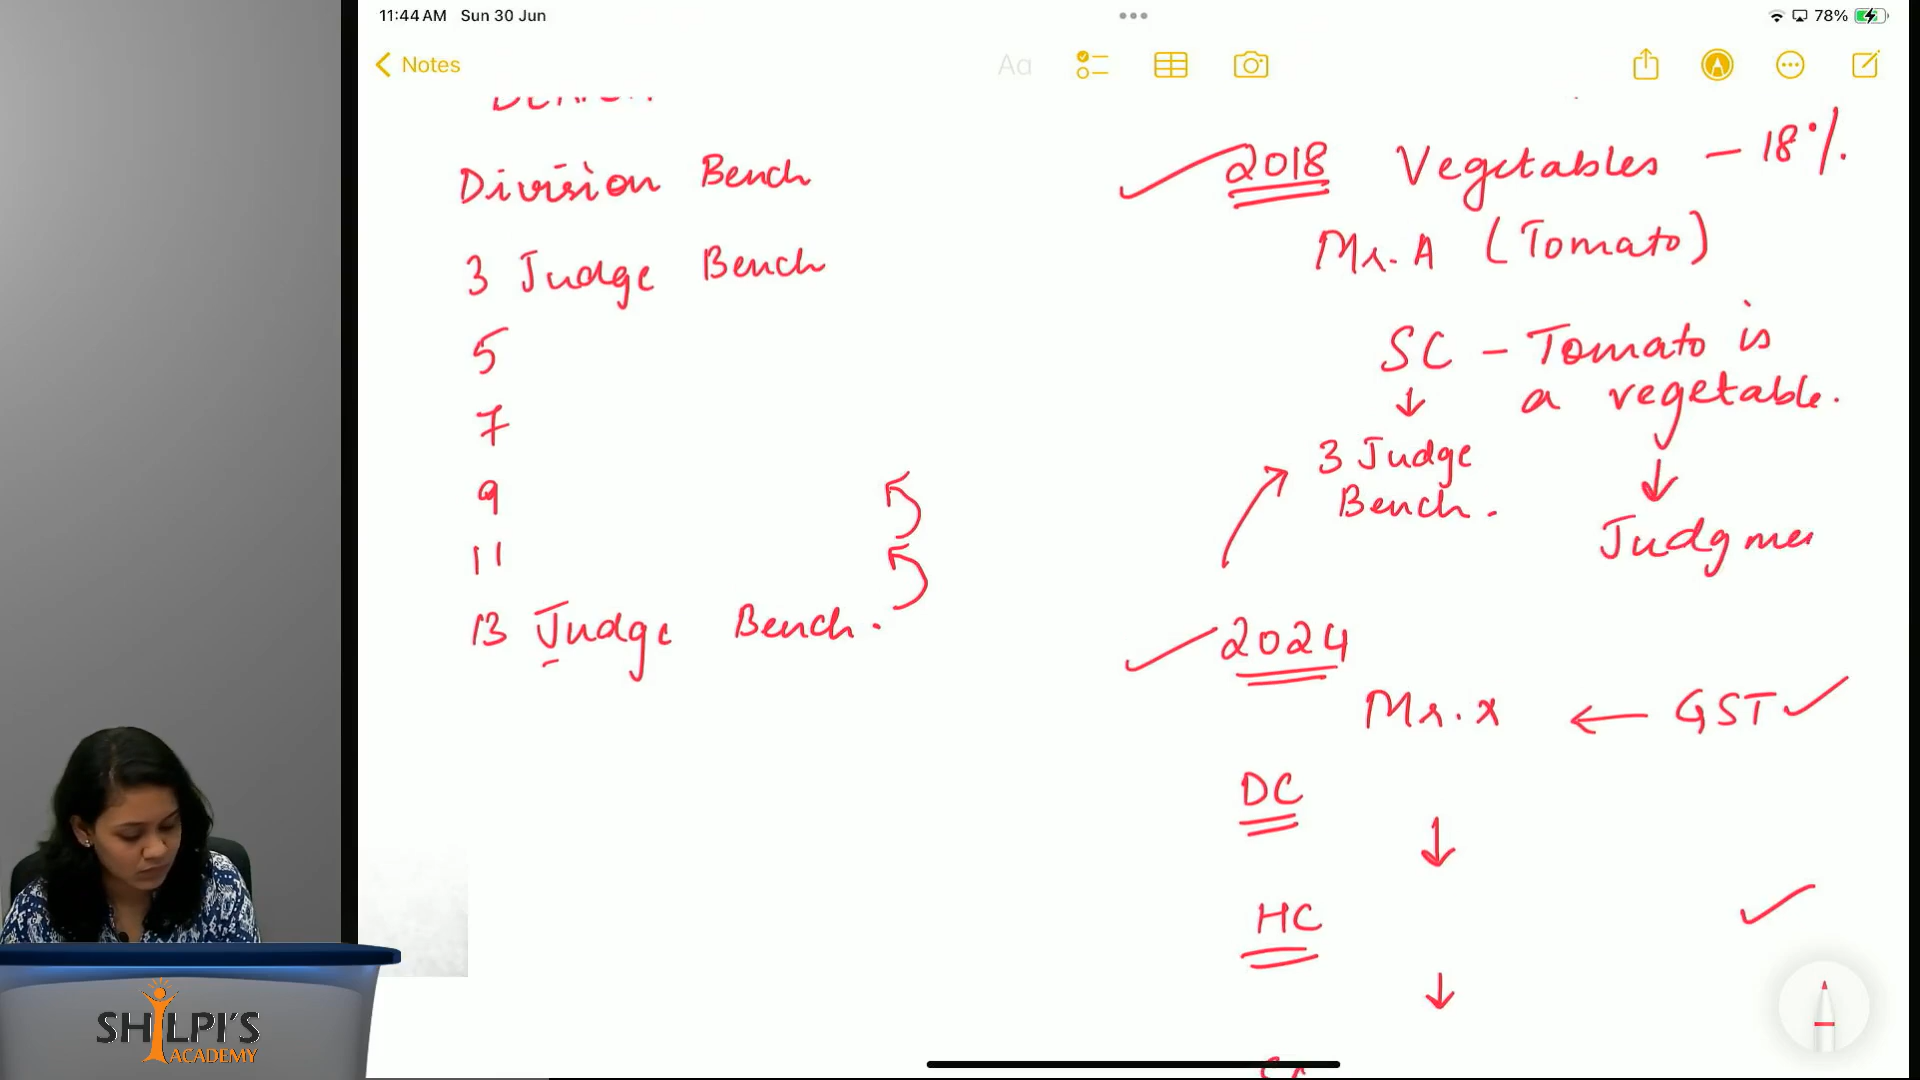 11:44 AM Sun 30 Jun
78%
Notes
Aa
Division Bench
3 Judge Bench
5
7
9
11
13 Judge Bench.
2018 Vegetables - 18%
Mr. A (Tomato)
SC - Tomato is
a vegetable.
3 Judge
Bench.
Judgmen
2024
Mr. x ← GST
DC
HC
SHILPI'S
ACADEMY